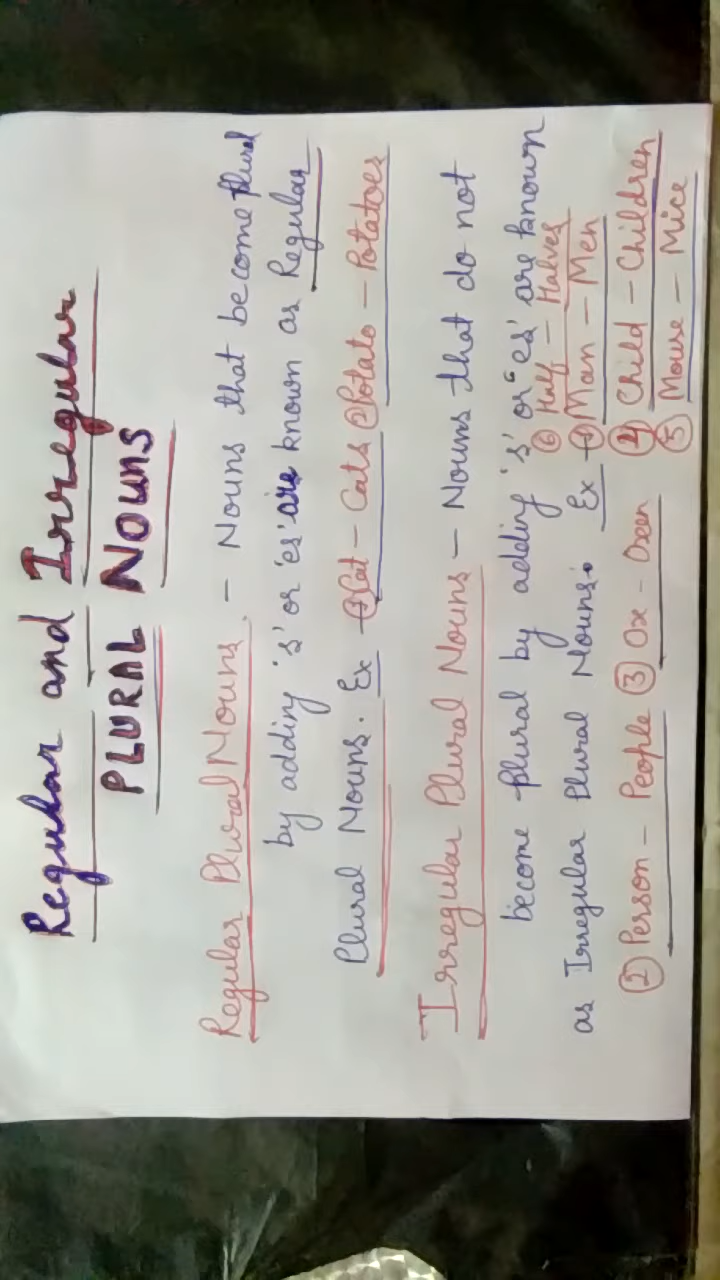 Regular and Irregular
PLURAL NOUNS
Regular Plural Nouns. - Nouns that become plural
by adding 's' or 'es' are known as Regular
Plural Nouns. Ex → ① Cat - Cats ② Potato - Potatoes
Irregular Plural Nouns - Nouns that do not
become plural by adding 's' or "es' are known
as Irregular Plural Nouns. Ex → ① Man - Men
⑥ Half - Halves
② Person - People ③ Ox - Oxen ④ Child - Children
⑤ Mouse - Mice